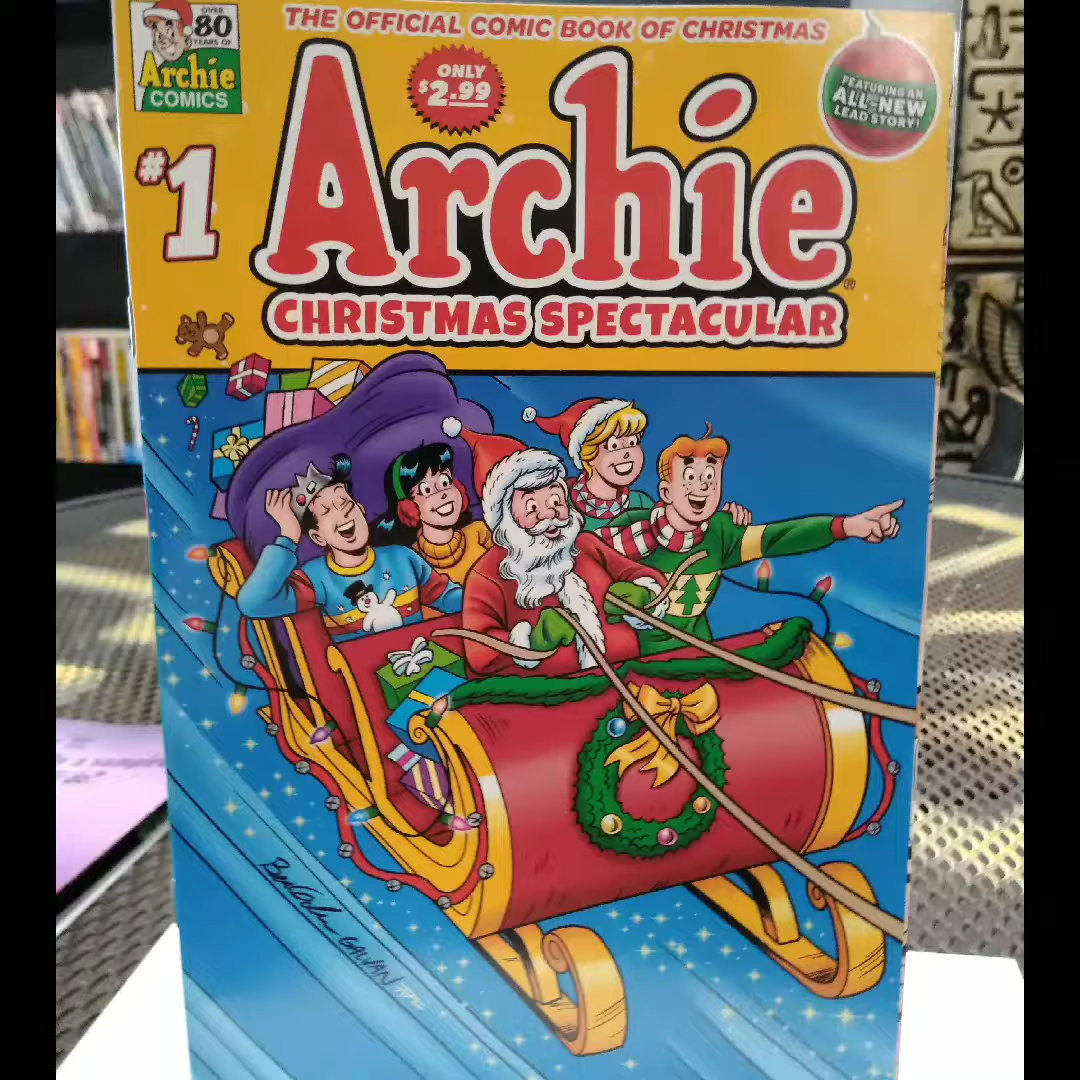 OVER
80
YEARS OF
Archie
COMICS
THE OFFICIAL COMIC BOOK OF CHRISTMAS
ONLY
$2.99
FEATURING AN
ALL-NEW
LEAD STORY!
#1
Archie
®
CHRISTMAS SPECTACULAR
GALVAN